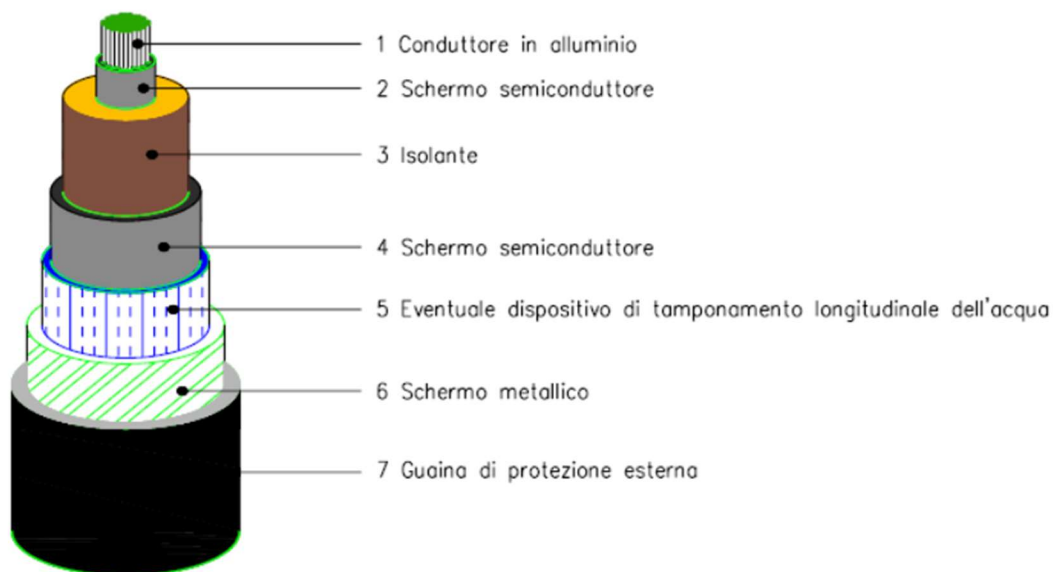 1 Conduttore in alluminio
2 Schermo semiconduttore
3 Isolante
4 Schermo semiconduttore
5 Eventuale dispositivo di tamponamento longitudinale dell'acqua
6 Schermo metallico
7 Guaina di protezione esterna